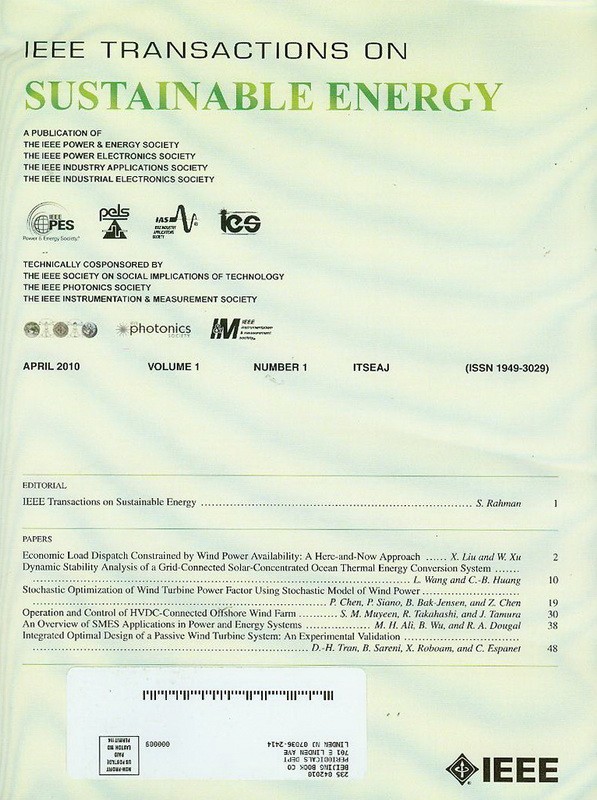 IEEE TRANSACTIONS ON
SUSTAINABLE ENERGY
A PUBLICATION OF
THE IEEE POWER & ENERGY SOCIETY
THE IEEE POWER ELECTRONICS SOCIETY
THE IEEE INDUSTRY APPLICATIONS SOCIETY
THE IEEE INDUSTRIAL ELECTRONICS SOCIETY
IEEE
PES
Power & Energy Society
pels
IAS
ies
TECHNICALLY COSPONSORED BY
THE IEEE SOCIETY ON SOCIAL IMPLICATIONS OF TECHNOLOGY
THE IEEE PHOTONICS SOCIETY
THE IEEE INSTRUMENTATION & MEASUREMENT SOCIETY
photonics
SOCIETY
IM
IEEE
instrumentation
& measurement
society
APRIL 2010 VOLUME 1 NUMBER 1 ITSEAJ (ISSN 1949-3029)
EDITORIAL
IEEE Transactions on Sustainable Energy ........ S. Rahman 1
PAPERS
Economic Load Dispatch Constrained by Wind Power Availability: A Here-and-Now Approach ...... X. Liu and W. Xu 2
Dynamic Stability Analysis of a Grid-Connected Solar-Concentrated Ocean Thermal Energy Conversion System .......
........ L. Wang and C.-B. Huang 10
Stochastic Optimization of Wind Turbine Power Factor Using Stochastic Model of Wind Power
........ P. Chen, P. Siano, B. Bak-Jensen, and Z. Chen 19
Operation and Control of HVDC-Connected Offshore Wind Farm ........ S. M. Muyeen, R. Takahashi, and J. Tamura 30
An Overview of SMES Applications in Power and Energy Systems ........ M. H. Ali, B. Wu, and R. A. Dougal 38
Integrated Optimal Design of a Passive Wind Turbine System: An Experimental Validation
........ D.-H. Tran, B. Sareni, X. Roboam, and C. Espanet 48
235 042010
BEIJING BOOK CO
PERIODICALS DEPT
701 E LINDEN AVE
LINDEN NJ 07036-2414
000009
NON-PROFIT
US POSTAGE
PAID
EASTON MD
PERMIT 114
IEEE